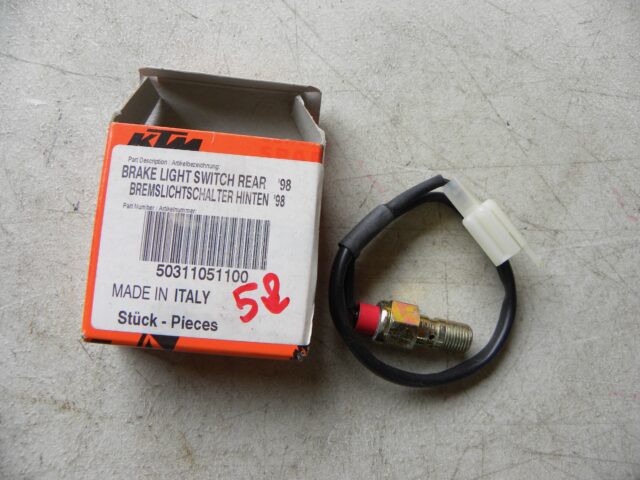 KTM
Part Description / Artikelbezeichnung:
BRAKE LIGHT SWITCH REAR '98
BREMSLICHTSCHALTER HINTEN '98
Part Number / Artikelnummer:
50311051100
MADE IN ITALY
52
Stück - Pieces